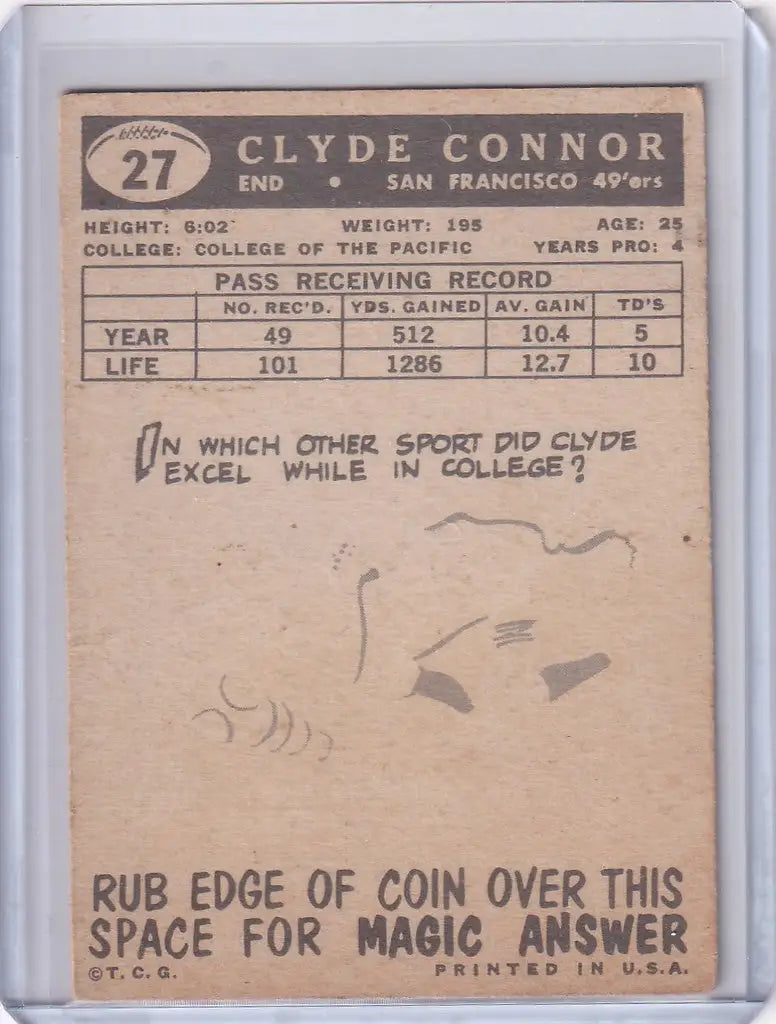 27 CLYDE CONNOR
END • SAN FRANCISCO 49'ers
HEIGHT: 6:02 WEIGHT: 195 AGE: 25
COLLEGE: COLLEGE OF THE PACIFIC YEARS PRO: 4
PASS RECEIVING RECORD
NO. REC'D. YDS. GAINED AV. GAIN TD'S
YEAR 49 512 10.4 5
LIFE 101 1286 12.7 10
IN WHICH OTHER SPORT DID CLYDE
EXCEL WHILE IN COLLEGE?
RUB EDGE OF COIN OVER THIS
SPACE FOR MAGIC ANSWER
©T.C.G. PRINTED IN U.S.A.